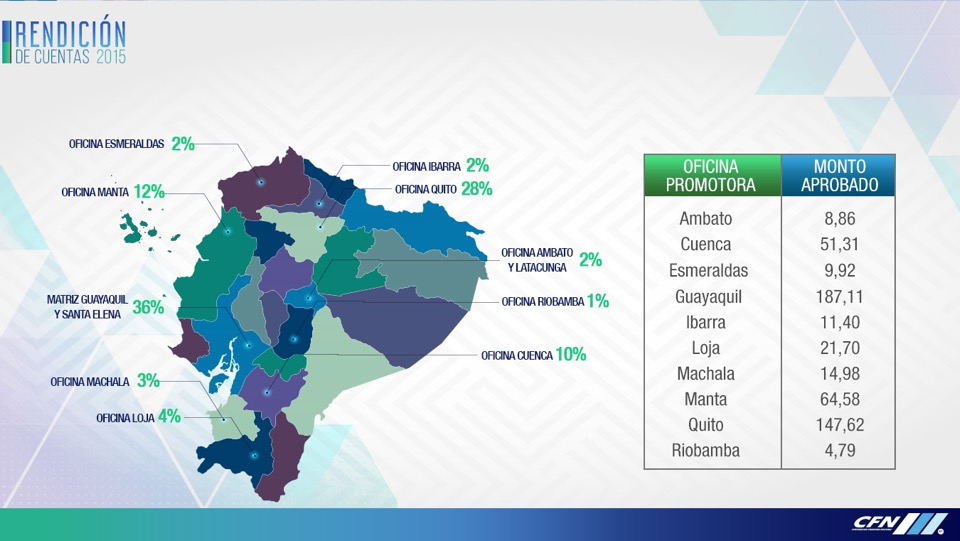 RENDICIÓN
DE CUENTAS 2015
OFICINA ESMERALDAS 2%
OFICINA IBARRA 2%
OFICINA MANTA 12%
OFICINA QUITO 28%
OFICINA AMBATO
Y LATACUNGA 2%
MATRIZ GUAYAQUIL
Y SANTA ELENA 36%
OFICINA RIOBAMBA 1%
OFICINA CUENCA 10%
OFICINA MACHALA 3%
OFICINA LOJA 4%
OFICINA PROMOTORA
MONTO APROBADO
Ambato 8,86
Cuenca 51,31
Esmeraldas 9,92
Guayaquil 187,11
Ibarra 11,40
Loja 21,70
Machala 14,98
Manta 64,58
Quito 147,62
Riobamba 4,79
CFN